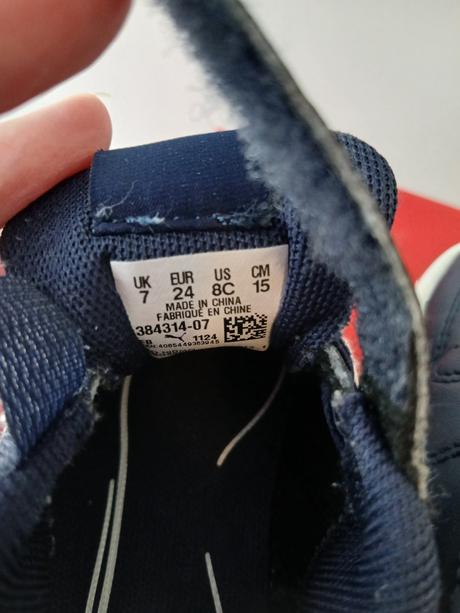 UK EUR US CM
7 24 8C 15
MADE IN CHINA
FABRIQUÉ EN CHINE
384314-07
1124